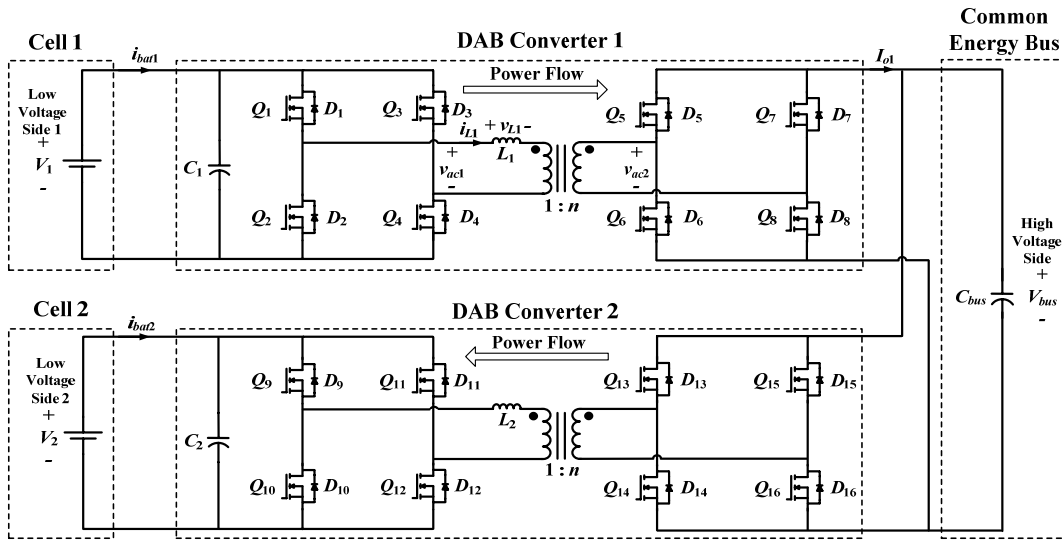 Common
Energy Bus
Cell 1
DAB Converter 1
i_bat1
Power Flow
I_o1
Low
Voltage
Side 1
+
V_1
-
C_1
Q_1
D_1
Q_3
D_3
i_L1
+ v_L1 -
L_1
+
v_ac1
-
1 : n
Q_5
D_5
Q_7
D_7
+
v_ac2
-
Q_2
D_2
Q_4
D_4
Q_6
D_6
Q_8
D_8
High
Voltage
Side
+
V_bus
-
C_bus
Cell 2
DAB Converter 2
i_bat2
Power Flow
Low
Voltage
Side 2
+
V_2
-
C_2
Q_9
D_9
Q_11
D_11
L_2
1 : n
Q_13
D_13
Q_15
D_15
Q_10
D_10
Q_12
D_12
Q_14
D_14
Q_16
D_16